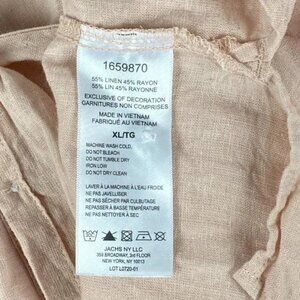 1659870
55% LINEN 45% RAYON
55% LIN 45% RAYONNE
EXCLUSIVE OF DECORATION
GARNITURES NON COMPRISES
MADE IN VIETNAM
FABRIQUÉ AU VIETNAM
XL/TG
MACHINE WASH COLD,
DO NOT BLEACH
DO NOT TUMBLE DRY
IRON LOW
DO NOT DRY CLEAN
LAVER À LA MACHINE À L'EAU FROIDE
NE PAS JAVELLISER
NE PAS SÉCHER PAR CULBUTAGE
REPASSER À BASSE TEMPÉRATURE
NE PAS NETTOYER À SEC
JACHS NY LLC
BROADWAY, 3rd FLOOR
NEW YORK, NY 10013
LOT L0720-01